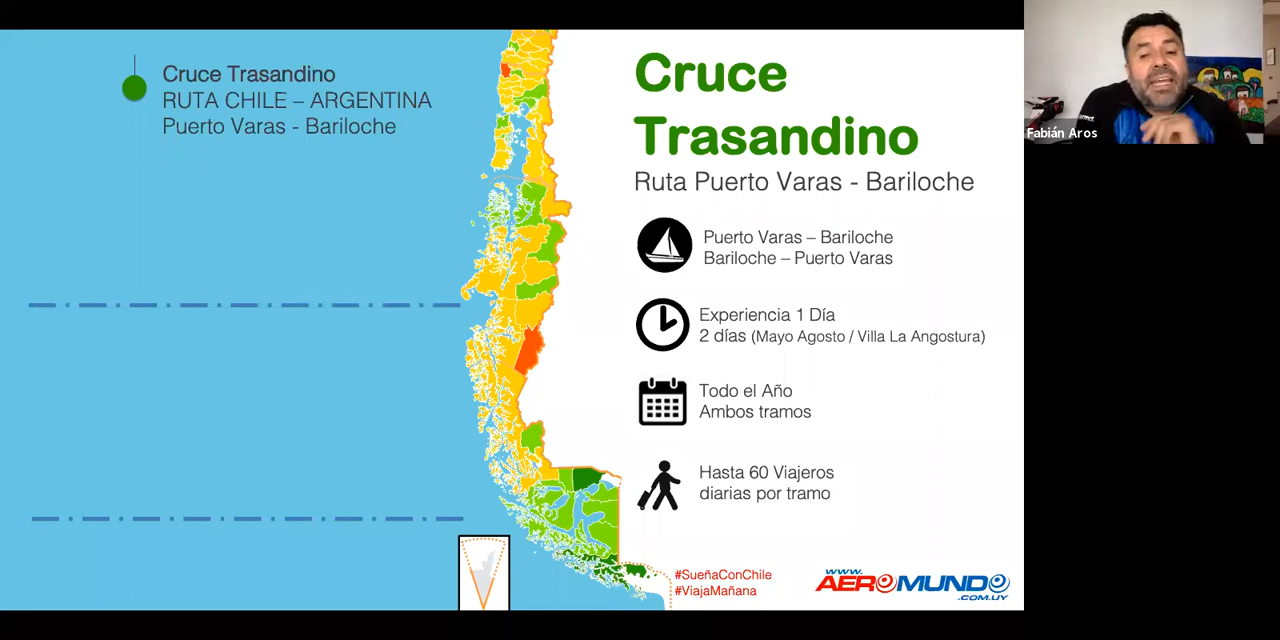 Cruce Trasandino
RUTA CHILE – ARGENTINA
Puerto Varas - Bariloche
Cruce
Trasandino
Ruta Puerto Varas - Bariloche
Puerto Varas – Bariloche
Bariloche – Puerto Varas
Experiencia 1 Día
2 días (Mayo Agosto / Villa La Angostura)
Todo el Año
Ambos tramos
Hasta 60 Viajeros
diarias por tramo
#SueñaConChile
#ViajaMañana
WWW.
AEROMUNDO
.COM.UY
Fabián Aros